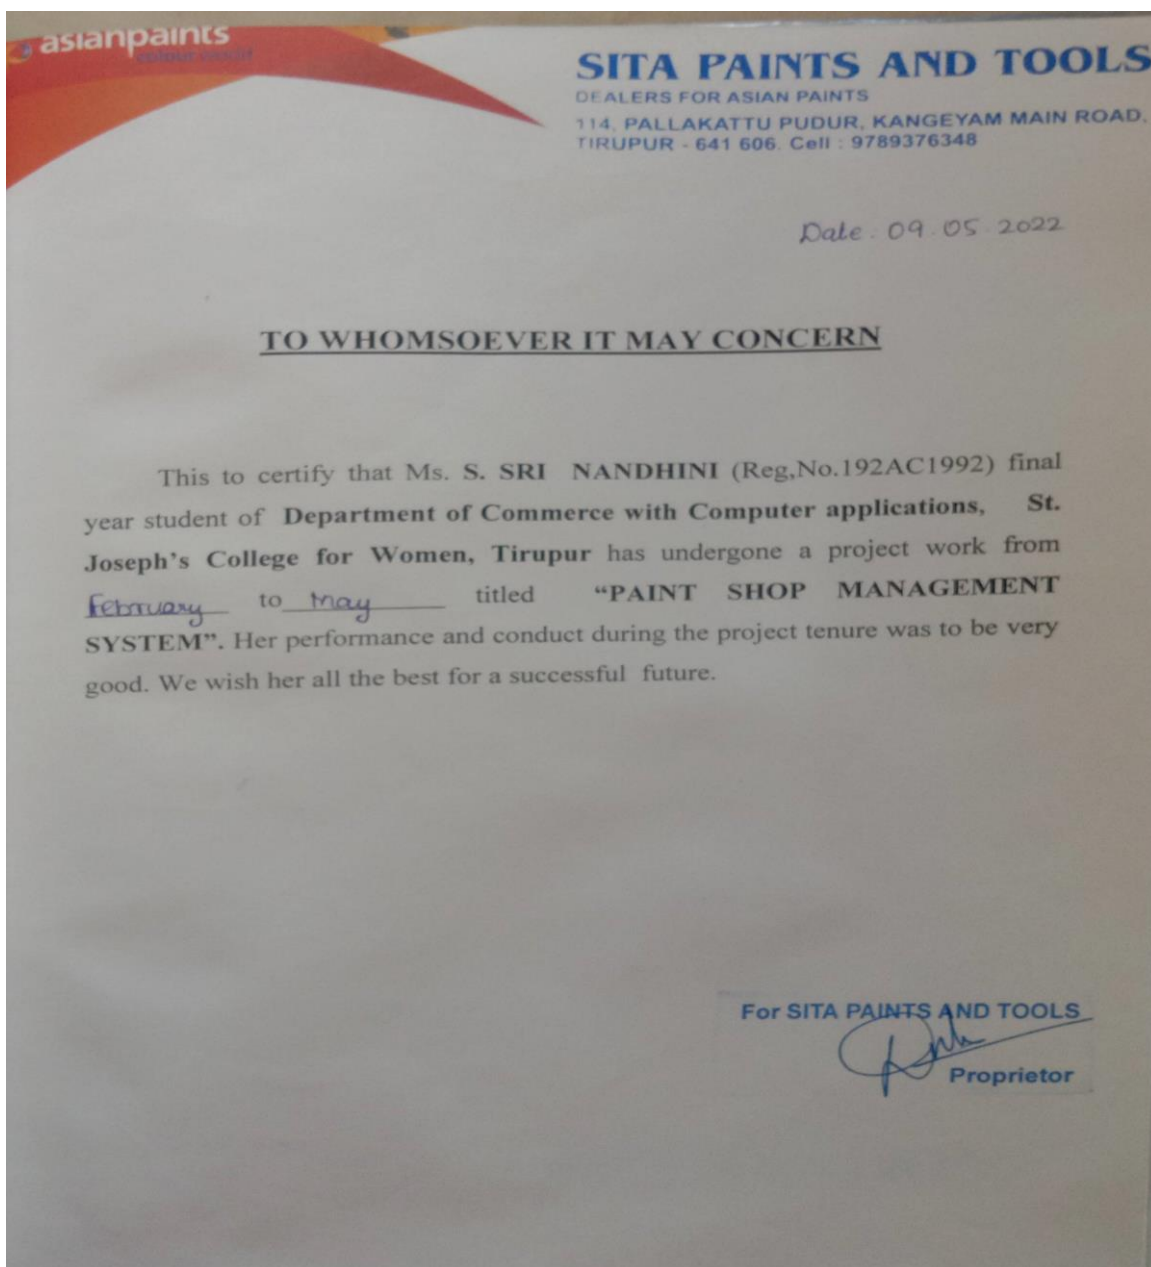 asianpaints
colour world
SITA PAINTS AND TOOLS
DEALERS FOR ASIAN PAINTS
114, PALLAKATTU PUDUR, KANGEYAM MAIN ROAD,
TIRUPUR - 641 606. Cell : 9789376348
Date : 09.05.2022
TO WHOMSOEVER IT MAY CONCERN
This to certify that Ms. S. SRI NANDHINI (Reg,No.192AC1992) final
year student of Department of Commerce with Computer applications, St.
Joseph's College for Women, Tirupur has undergone a project work from
February to May titled “PAINT SHOP MANAGEMENT
SYSTEM”. Her performance and conduct during the project tenure was to be very
good. We wish her all the best for a successful future.
For SITA PAINTS AND TOOLS
Proprietor